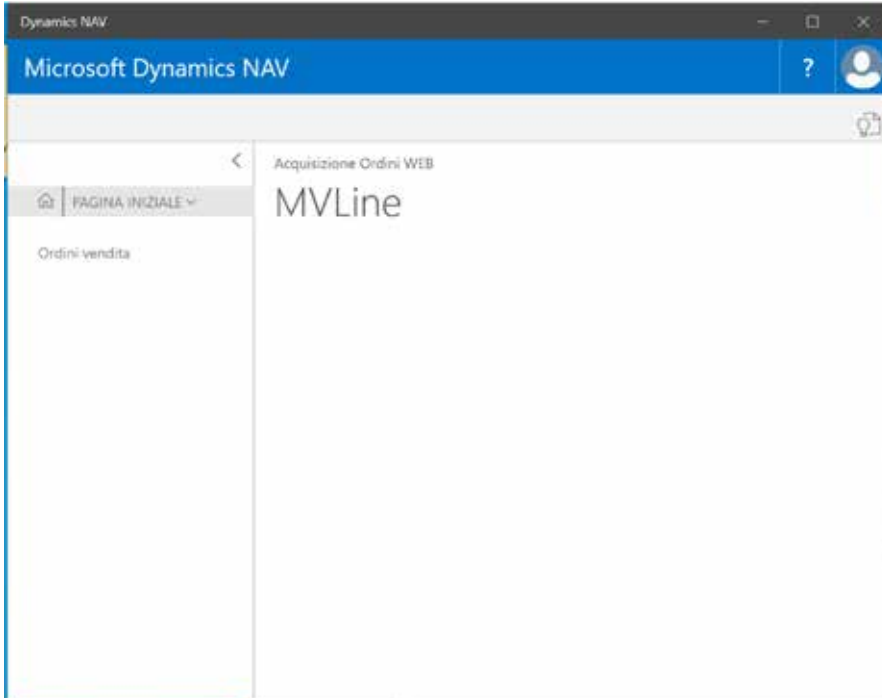 Dynamics NAV
Microsoft Dynamics NAV
?
Acquisizione Ordini WEB
PAGINA INIZIALE
MVLine
Ordini vendita